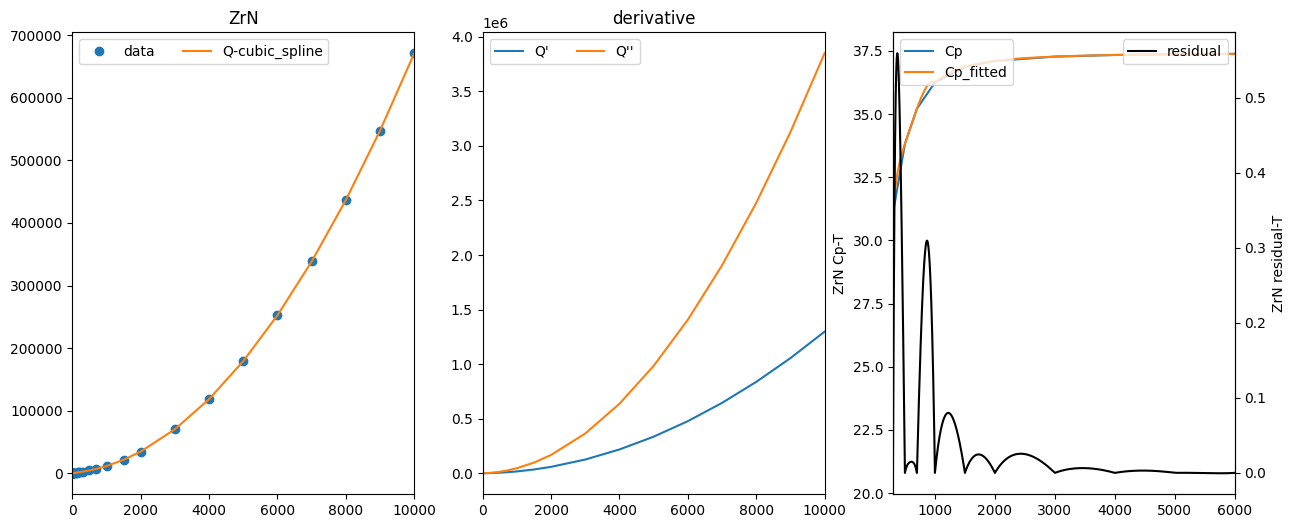 ZrN
data
Q-cubic_spline
700000
600000
500000
400000
300000
200000
100000
0
0 2000 4000 6000 8000 10000
derivative
1e6
Q'
Q''
4.0
3.5
3.0
2.5
2.0
1.5
1.0
0.5
0.0
0 2000 4000 6000 8000 10000
Cp
Cp_fitted
residual
37.5
35.0
32.5
30.0
27.5
25.0
22.5
20.0
ZrN Cp-T
1000 2000 3000 4000 5000 6000
0.5
0.4
0.3
0.2
0.1
0.0
ZrN residual-T